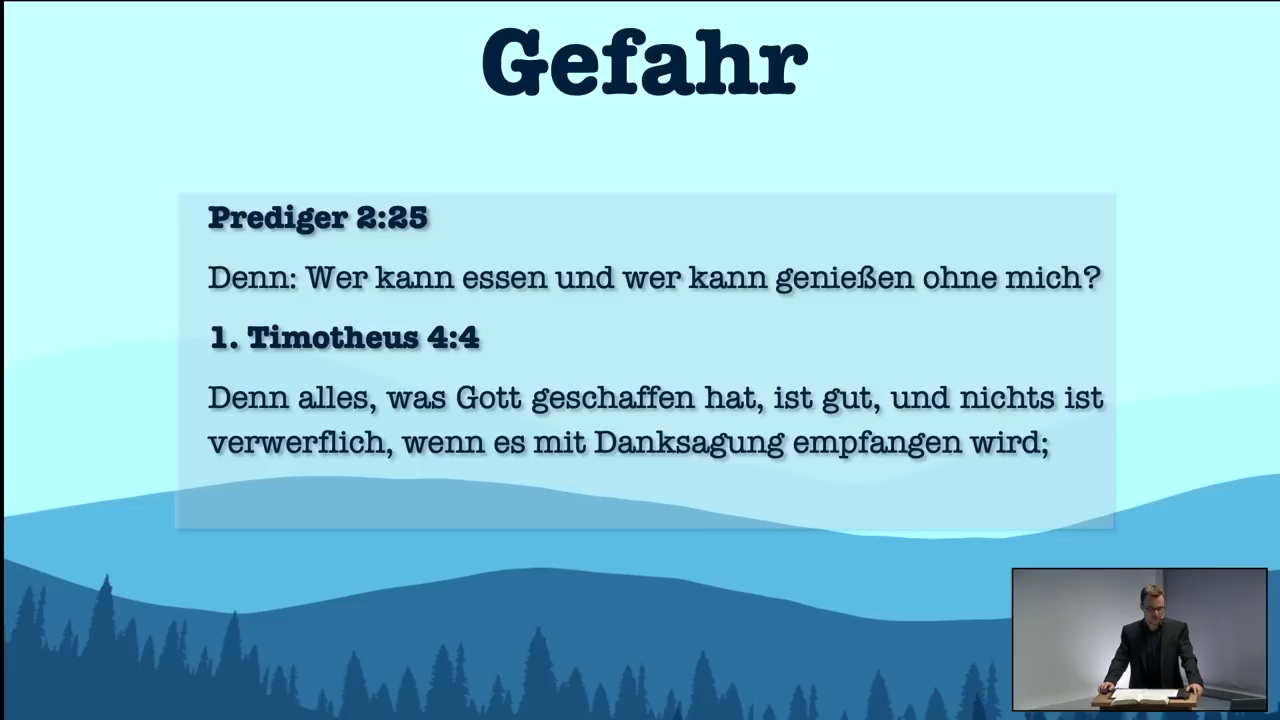 Gefahr
Prediger 2:25
Denn: Wer kann essen und wer kann genießen ohne mich?
1. Timotheus 4:4
Denn alles, was Gott geschaffen hat, ist gut, und nichts ist
verwerflich, wenn es mit Danksagung empfangen wird;